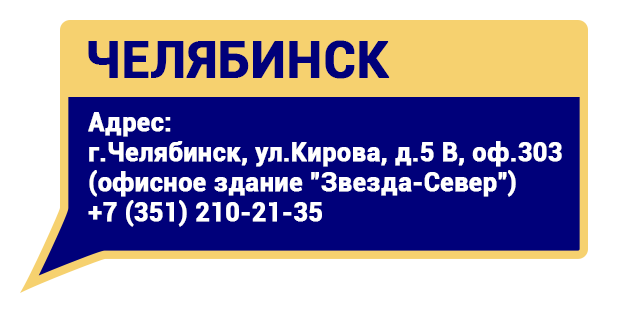 ЧЕЛЯБИНСК
Адрес:
г.Челябинск, ул.Кирова, д.5 В, оф.303
(офисное здание "Звезда-Север")
+7 (351) 210-21-35